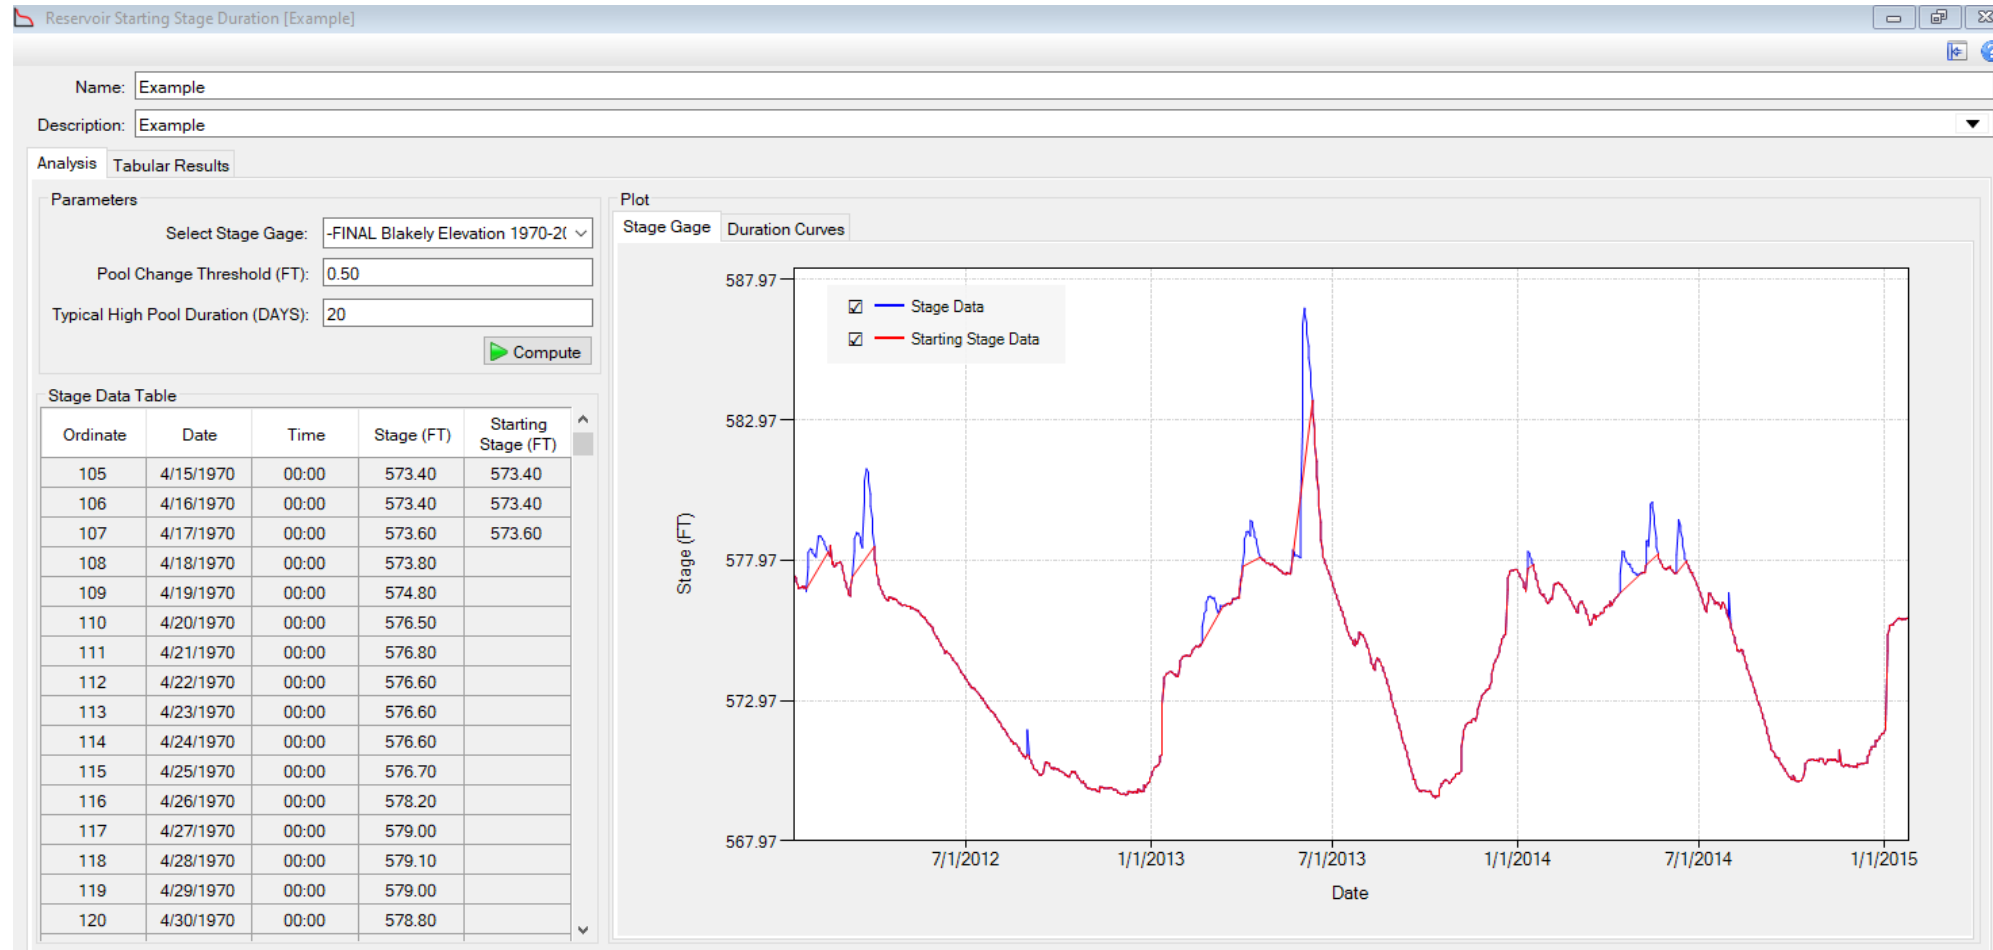 Reservoir Starting Stage Duration [Example]
Name: Example
Description: Example
Analysis Tabular Results
Parameters
Select Stage Gage: -FINAL Blakely Elevation 1970-20
Pool Change Threshold (FT): 0.50
Typical High Pool Duration (DAYS): 20
Compute
Stage Data Table
Ordinate Date Time Stage (FT) Starting Stage (FT)
105 4/15/1970 00:00 573.40 573.40
106 4/16/1970 00:00 573.40 573.40
107 4/17/1970 00:00 573.60 573.60
108 4/18/1970 00:00 573.80
109 4/19/1970 00:00 574.80
110 4/20/1970 00:00 576.50
111 4/21/1970 00:00 576.80
112 4/22/1970 00:00 576.60
113 4/23/1970 00:00 576.60
114 4/24/1970 00:00 576.60
115 4/25/1970 00:00 576.70
116 4/26/1970 00:00 578.20
117 4/27/1970 00:00 579.00
118 4/28/1970 00:00 579.10
119 4/29/1970 00:00 579.00
120 4/30/1970 00:00 578.80
Plot
Stage Gage Duration Curves
Stage Data
Starting Stage Data
Stage (FT)
587.97
582.97
577.97
572.97
567.97
7/1/2012 1/1/2013 7/1/2013 1/1/2014 7/1/2014 1/1/2015
Date